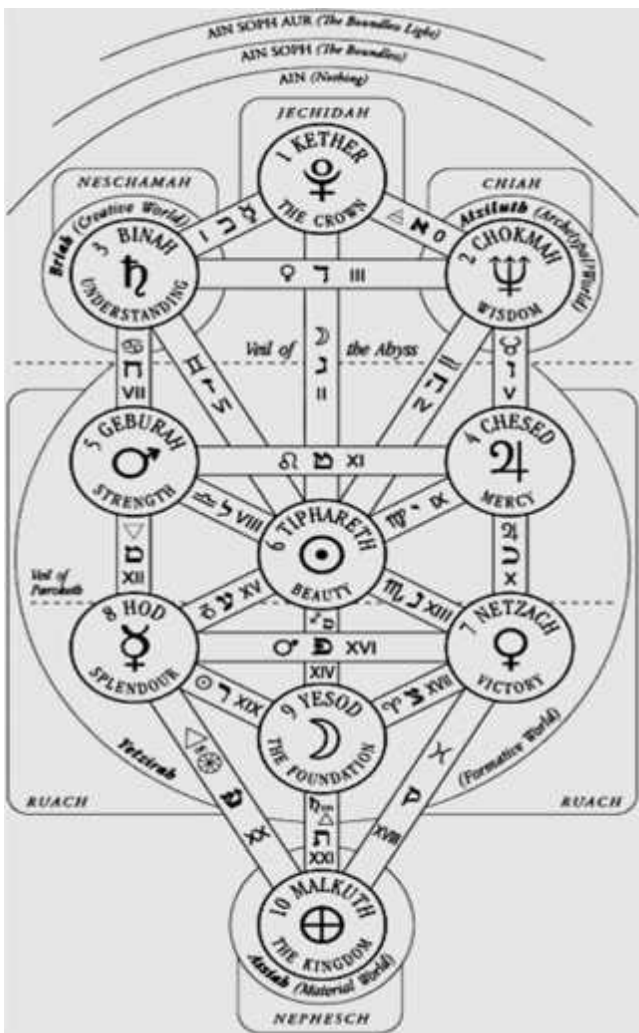 AIN SOPH AUR (The Boundless Light)
AIN SOPH (The Boundless)
AIN (Nothing)
JECHIDAH
1 KETHER
THE CROWN
NESCHAMAH
CHIAH
Briah (Creative World)
Atziluth (Archetypal World)
3 BINAH
UNDERSTANDING
2 CHOKMAH
WISDOM
I ב
א 0
ד III
Veil of the Abyss
ג
II
ח
VII
ז
ו
V
ה IV
5 GEBURAH
STRENGTH
4 CHESED
MERCY
ט XI
ל VIII
י IX
6 TIPHARETH
BEAUTY
מ
XII
כ
X
Veil of Paroketh
ע XV
נ XIII
8 HOD
SPLENDOUR
7 NETZACH
VICTORY
פ XVI
ס
XIV
ר XIX
XVII
9 YESOD
THE FOUNDATION
Yetzirah
(Formative World)
RUACH
RUACH
ש
XX
ק
XVIII
ת
XXI
10 MALKUTH
THE KINGDOM
Assiah (Material World)
NEPHESCH